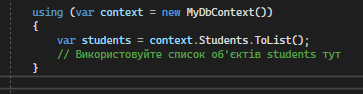 using (var context = new MyDbContext())
{
var students = context.Students.ToList();
// Використовуйте список об'єктів students тут
}